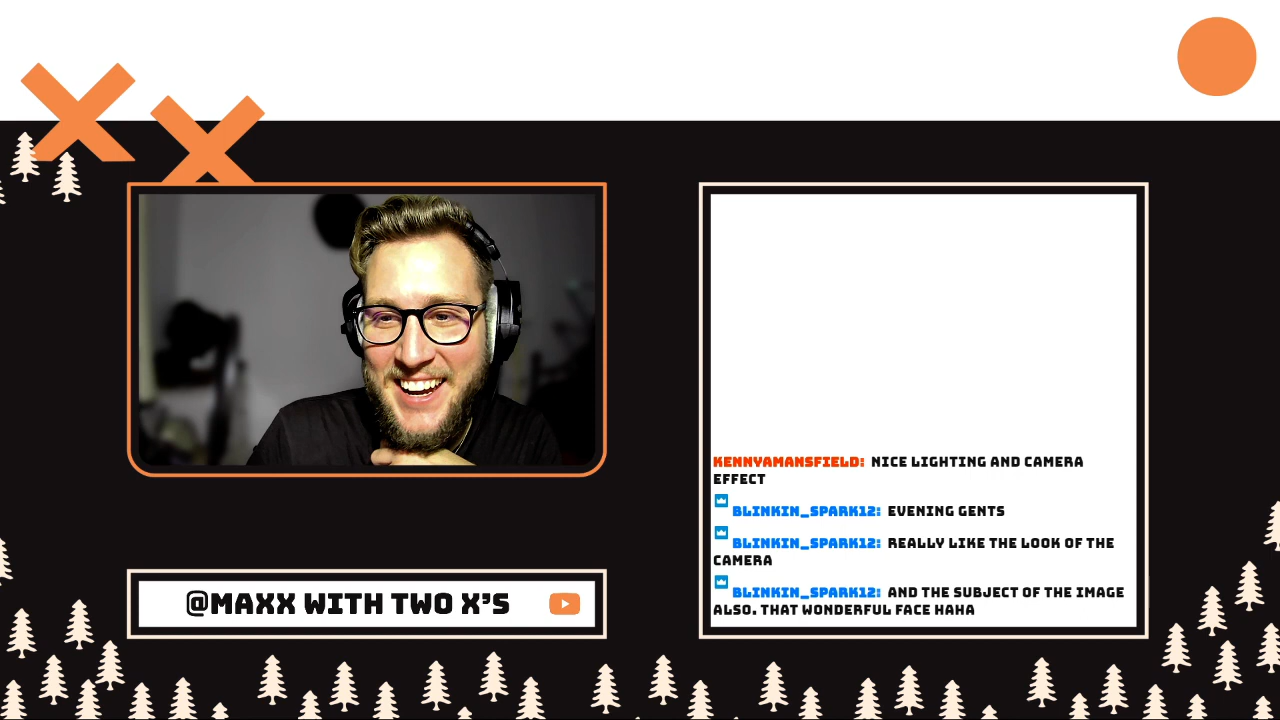 KENNYAMANSFIELD: NICE LIGHTING AND CAMERA
EFFECT
BLINKIN_SPARK12: EVENING GENTS
BLINKIN_SPARK12: REALLY LIKE THE LOOK OF THE
CAMERA
BLINKIN_SPARK12: AND THE SUBJECT OF THE IMAGE
ALSO. THAT WONDERFUL FACE HAHA
@MAXX WITH TWO X'S